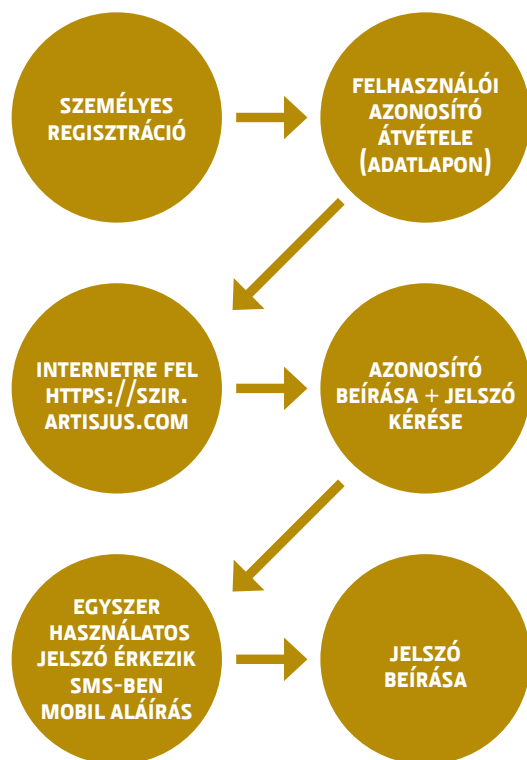 SZEMÉLYES
REGISZTRÁCIÓ
FELHASZNÁLÓI
AZONOSÍTÓ
ÁTVÉTELE
(ADATLAPON)
INTERNETRE FEL
HTTPS://SZIR.
ARTISJUS.COM
AZONOSÍTÓ
BEÍRÁSA + JELSZÓ
KÉRÉSE
EGYSZER
HASZNÁLATOS
JELSZÓ ÉRKEZIK
SMS-BEN
MOBIL ALÁÍRÁS
JELSZÓ
BEÍRÁSA